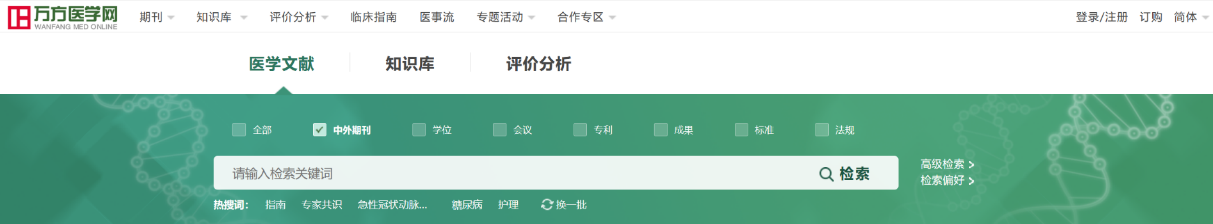 万方医学网
WANFANG MED ONLINE
期刊 知识库 评价分析 临床指南 医事流 专题活动 合作专区 登录/注册 订购 简体
医学文献 知识库 评价分析
全部 中外期刊 学位 会议 专利 成果 标准 法规
请输入检索关键词 检索
高级检索 >
检索偏好 >
热搜词: 指南 专家共识 急性冠状动脉... 糖尿病 护理 换一批